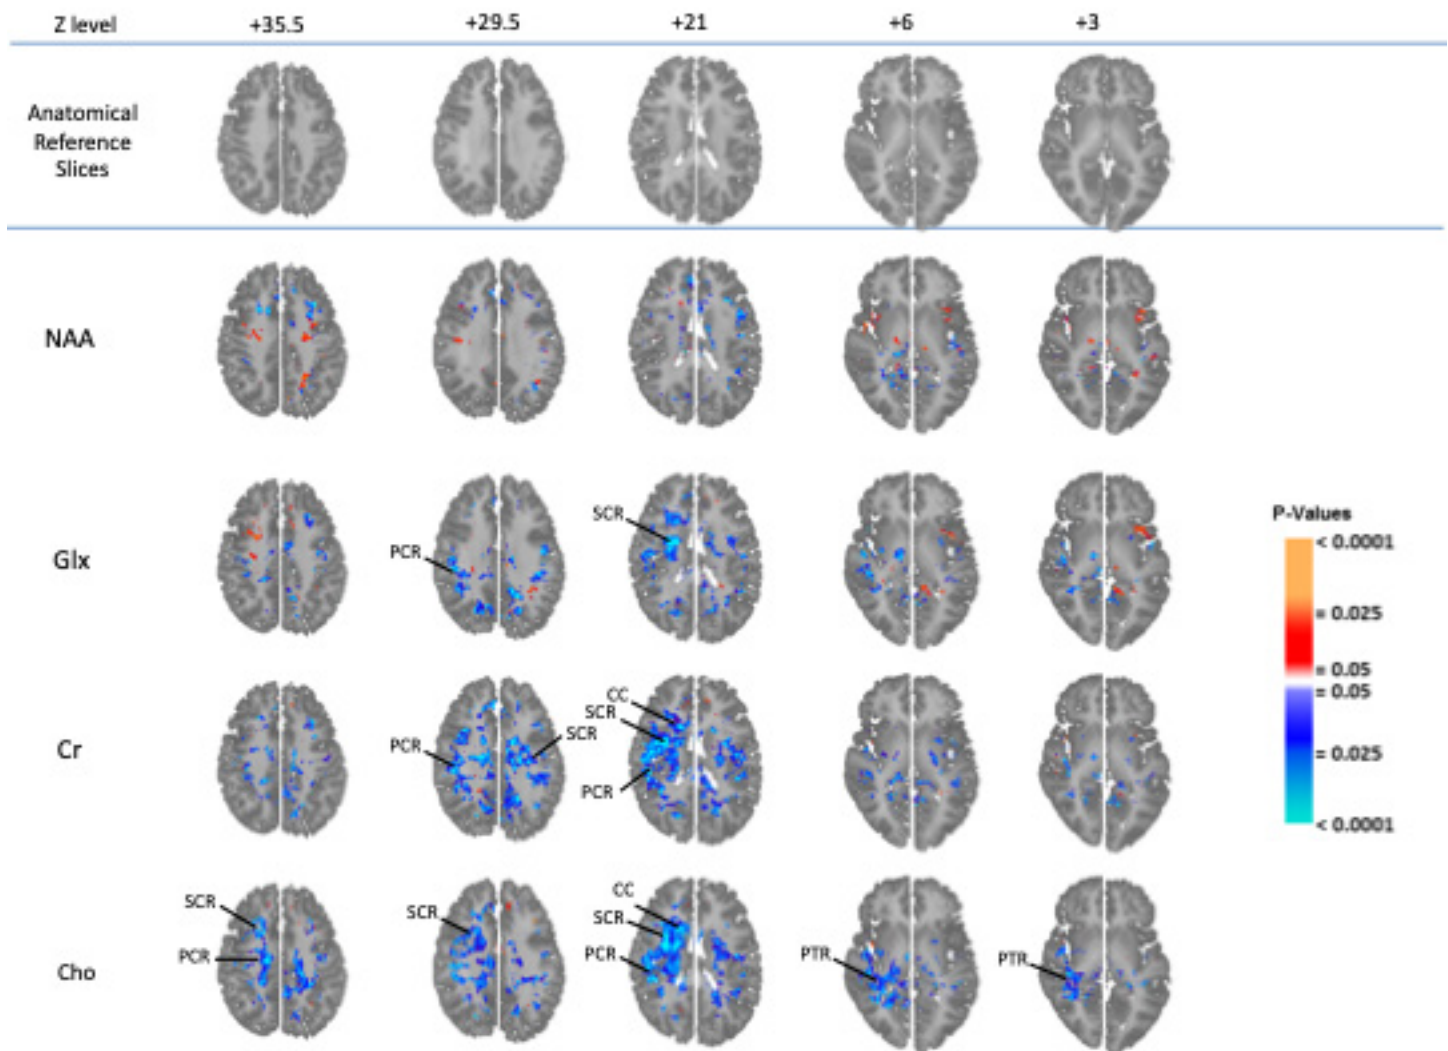 Z level +35.5 +29.5 +21 +6 +3
Anatomical
Reference
Slices
NAA
Glx
PCR
SCR
Cr
PCR
SCR
CC
SCR
PCR
Cho
SCR
PCR
SCR
CC
SCR
PCR
PTR
PTR
P-Values
< 0.0001
= 0.025
= 0.05
= 0.05
= 0.025
< 0.0001